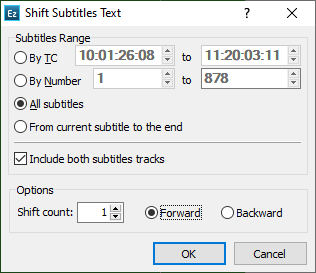 Ez Shift Subtitles Text
Subtitles Range
By TC 10:01:26:08 to 11:20:03:11
By Number 1 to 878
All subtitles
From current subtitle to the end
Include both subtitles tracks
Options
Shift count: 1 Forward Backward
OK Cancel